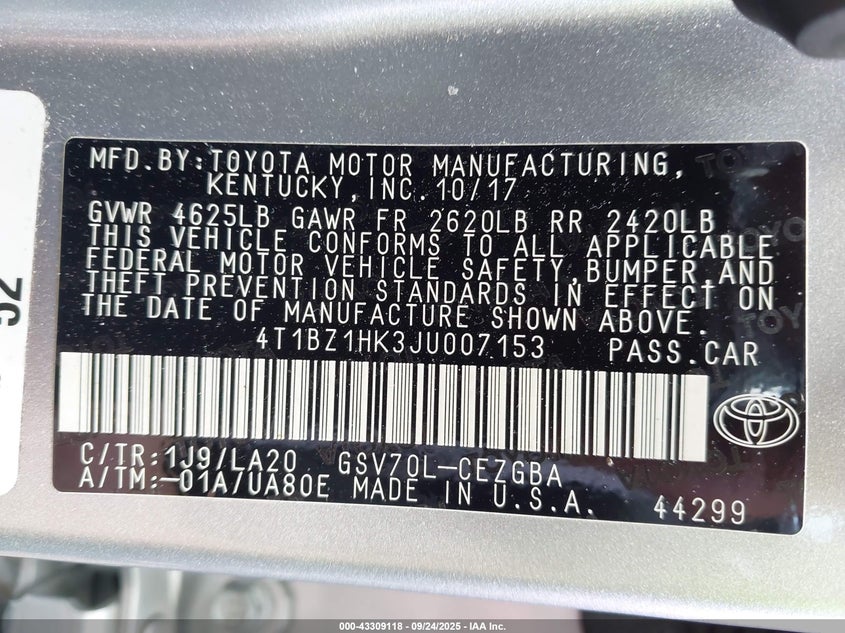 52
MFD.BY:TOYOTA MOTOR MANUFACTURING,
KENTUCKY, INC. 10/17
GVWR 4625LB GAWR FR 2620LB RR 2420LB
THIS VEHICLE CONFORMS TO ALL APPLICABLE
FEDERAL MOTOR VEHICLE SAFETY, BUMPER, AND
THEFT PREVENTION STANDARDS IN EFFECT ON
THE DATE OF MANUFACTURE SHOWN ABOVE.
4T1BZ1HK3JU007153 PASS.CAR
C/TR:1J9/LA20 GSV70L-CEZGBA
A/TM:-01A/UA80E MADE IN U.S.A.
44299
000-43309118 - 09/24/2025 - IAA Inc.